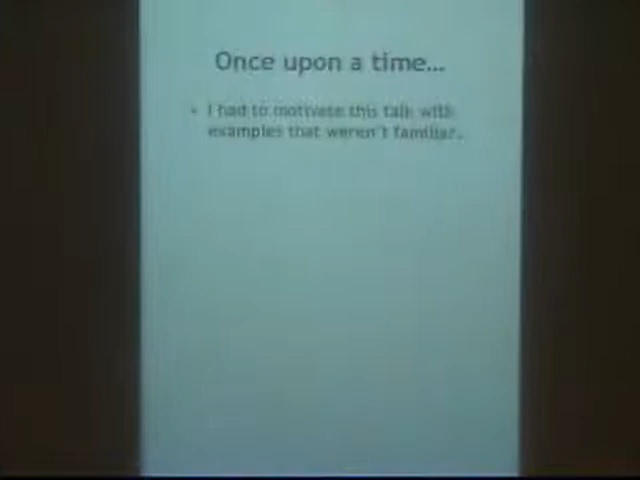 Once upon a time...
• I had to motivate this talk with
examples that weren't familiar.